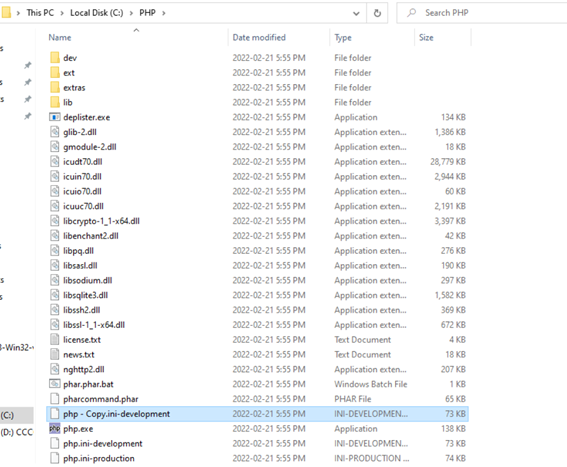 This PC > Local Disk (C:) > PHP > Search PHP
Name Date modified Type Size
dev 2022-02-21 5:55 PM File folder
ext 2022-02-21 5:55 PM File folder
extras 2022-02-21 5:55 PM File folder
lib 2022-02-21 5:55 PM File folder
deplister.exe 2022-02-21 5:55 PM Application 134 KB
glib-2.dll 2022-02-21 5:55 PM Application exten... 1,386 KB
gmodule-2.dll 2022-02-21 5:55 PM Application exten... 18 KB
icudt70.dll 2022-02-21 5:55 PM Application exten... 28,779 KB
icuin70.dll 2022-02-21 5:55 PM Application exten... 2,944 KB
icuio70.dll 2022-02-21 5:55 PM Application exten... 60 KB
icuuc70.dll 2022-02-21 5:55 PM Application exten... 2,191 KB
libcrypto-1_1-x64.dll 2022-02-21 5:55 PM Application exten... 3,397 KB
libenchant2.dll 2022-02-21 5:55 PM Application exten... 42 KB
libpq.dll 2022-02-21 5:55 PM Application exten... 276 KB
libsasl.dll 2022-02-21 5:55 PM Application exten... 190 KB
libsodium.dll 2022-02-21 5:55 PM Application exten... 297 KB
libsqlite3.dll 2022-02-21 5:55 PM Application exten... 1,582 KB
libssh2.dll 2022-02-21 5:55 PM Application exten... 369 KB
libssl-1_1-x64.dll 2022-02-21 5:55 PM Application exten... 672 KB
license.txt 2022-02-21 5:55 PM Text Document 4 KB
news.txt 2022-02-21 5:55 PM Text Document 18 KB
nghttp2.dll 2022-02-21 5:55 PM Application exten... 207 KB
phar.phar.bat 2022-02-21 5:55 PM Windows Batch File 1 KB
pharcommand.phar 2022-02-21 5:55 PM PHAR File 65 KB
php - Copy.ini-development 2022-02-21 5:55 PM INI-DEVELOPMEN... 73 KB
php.exe 2022-02-21 5:55 PM Application 138 KB
php.ini-development 2022-02-21 5:55 PM INI-DEVELOPMEN... 73 KB
php.ini-production 2022-02-21 5:55 PM INI-PRODUCTION ... 74 KB
(C:)
(D:) CCC